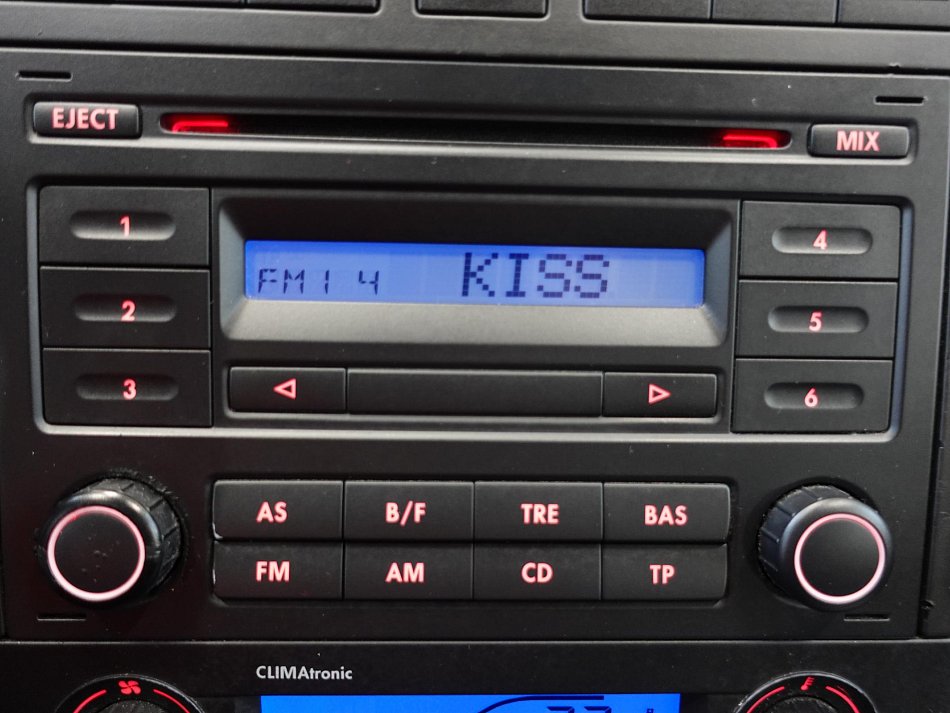 EJECT
MIX
1
4
FM1 4 KISS
2
5
3
6
AS B/F TRE BAS
FM AM CD TP
CLIMAtronic